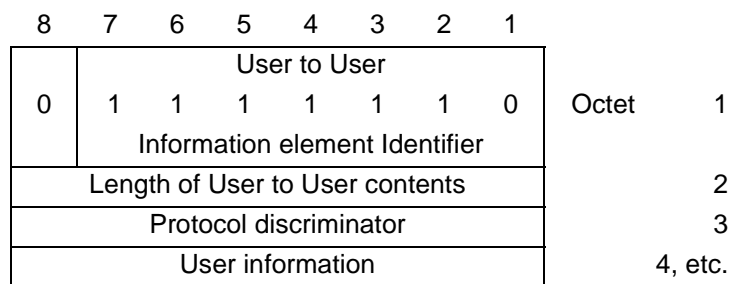 8 7 6 5 4 3 2 1
User to User
0 1 1 1 1 1 1 0 Octet 1
Information element Identifier
Length of User to User contents 2
Protocol discriminator 3
User information 4, etc.